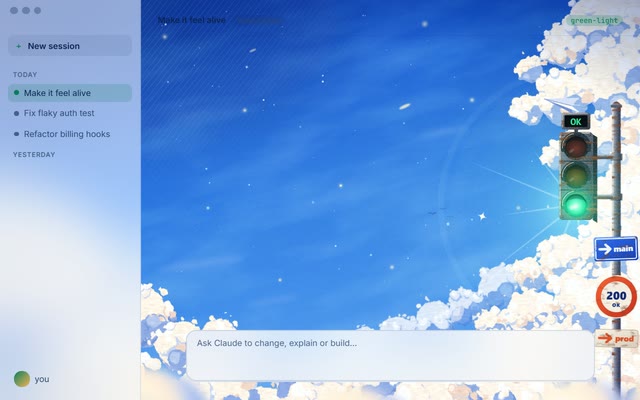 + New session
TODAY
Make it feel alive
Fix flaky auth test
Refactor billing hooks
YESTERDAY
you
Make it feel alive
green-light
OK
main
200
OK
prod
Ask Claude to change, explain or build...